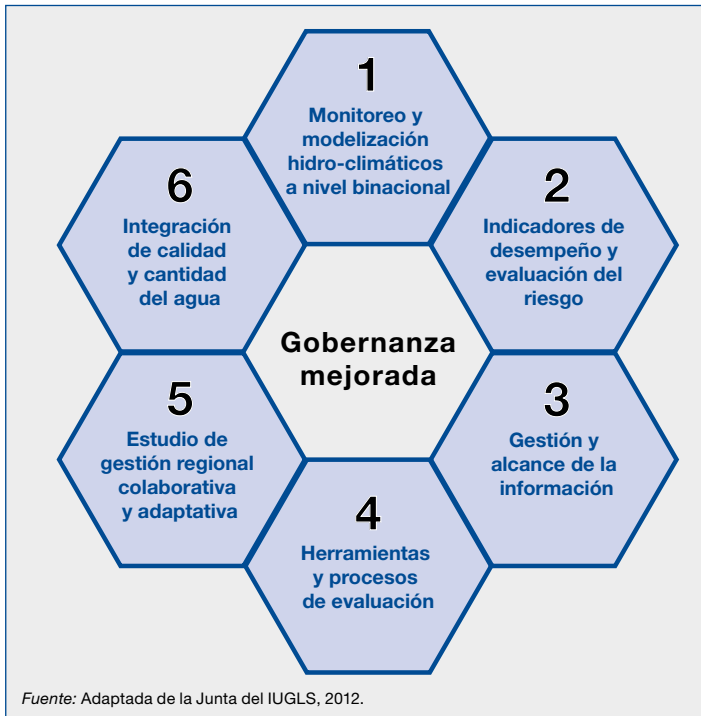 1
Monitoreo y
modelización
hidro-climáticos
a nivel binacional
2
Indicadores de
desempeño y
evaluación del
riesgo
3
Gestión y
alcance de la
información
4
Herramientas
y procesos
de evaluación
5
Estudio de
gestión regional
colaborativa
y adaptativa
6
Integración
de calidad
y cantidad
del agua
Gobernanza
mejorada
Fuente: Adaptada de la Junta del IUGLS, 2012.